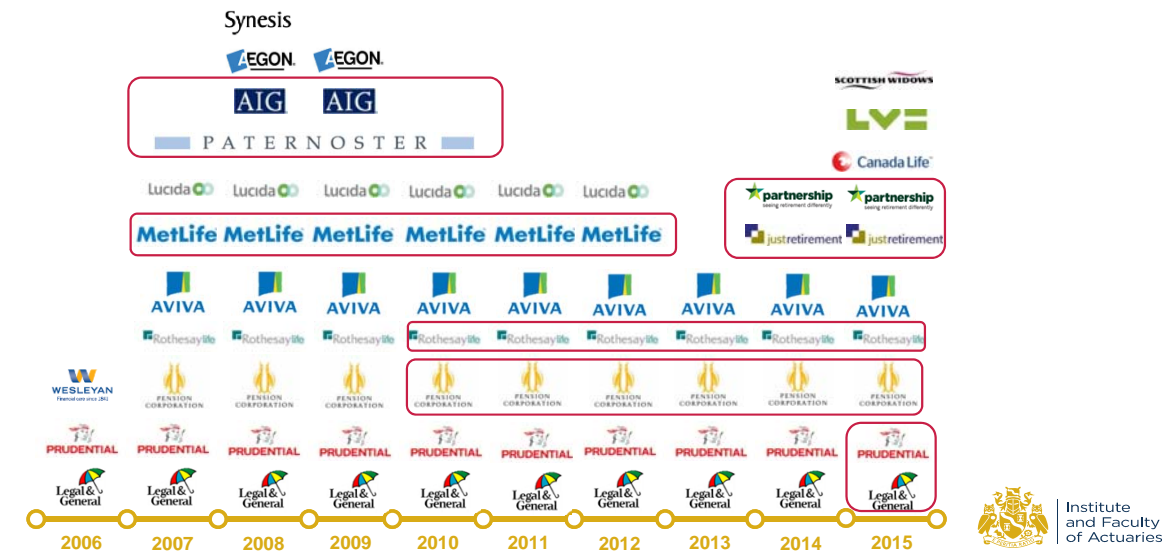 Synesis
AEGON. AEGON.
AIG AIG
SCOTTISH WIDOWS
LV=
PATERNOSTER
Canada Life™
Lucida Lucida Lucida Lucida Lucida Lucida
partnership partnership
seeing retirement differently seeing retirement differently
MetLife MetLife MetLife MetLife MetLife MetLife
justretirement justretirement
AVIVA AVIVA AVIVA AVIVA AVIVA AVIVA AVIVA AVIVA AVIVA
Rothesaylife Rothesaylife Rothesaylife Rothesaylife Rothesaylife Rothesaylife Rothesaylife Rothesaylife Rothesaylife
WESLEYAN
Financial care since 1841
PENSION PENSION PENSION PENSION PENSION PENSION PENSION PENSION PENSION
CORPORATION CORPORATION CORPORATION CORPORATION CORPORATION CORPORATION CORPORATION CORPORATION CORPORATION
PRUDENTIAL PRUDENTIAL PRUDENTIAL PRUDENTIAL PRUDENTIAL PRUDENTIAL PRUDENTIAL PRUDENTIAL PRUDENTIAL PRUDENTIAL
Legal& Legal& Legal& Legal& Legal& Legal& Legal& Legal& Legal& Legal&
General General General General General General General General General General
2006 2007 2008 2009 2010 2011 2012 2013 2014 2015
Institute
and Faculty
of Actuaries